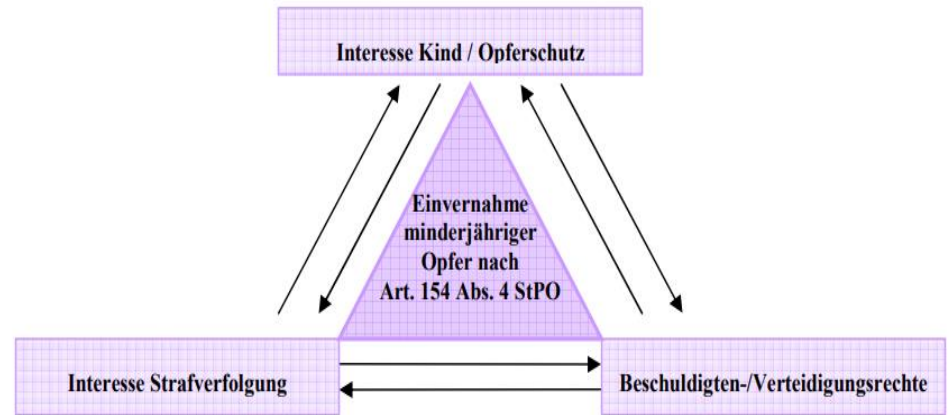 Interesse Kind / Opferschutz
Einvernahme
minderjähriger
Opfer nach
Art. 154 Abs. 4 StPO
Interesse Strafverfolgung
Beschuldigten-/Verteidigungsrechte